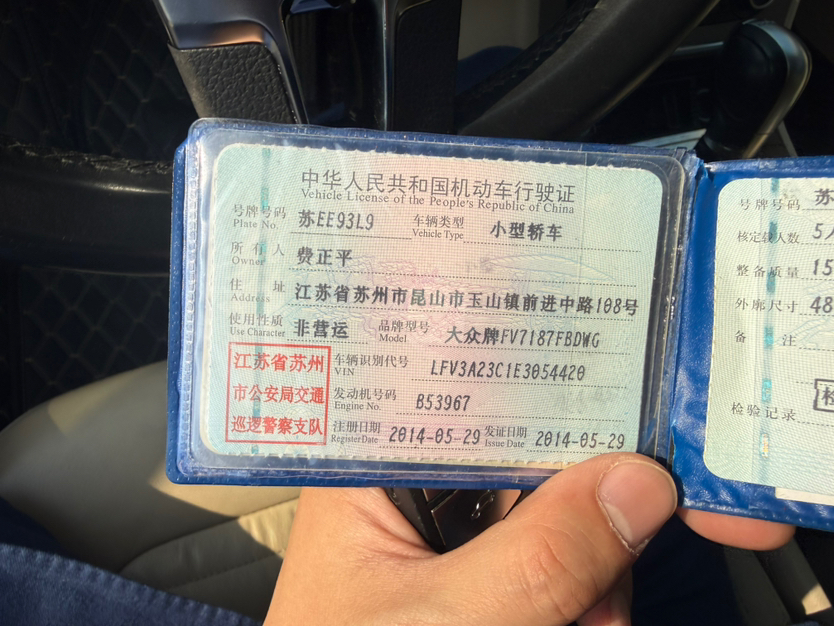 中华人民共和国机动车行驶证
Vehicle License of the People's Republic of China
号牌号码 苏EE93L9 车辆类型 小型轿车
Plate No. Vehicle Type
所有人 费正平
Owner
住址 江苏省苏州市昆山市玉山镇前进中路108号
Address
使用性质 非营运 品牌型号 大众牌FV7187FBDWG
Use Character Model
江苏省苏州
市公安局交通
巡逻警察支队
车辆识别代号 LFV3A23C1E3054420
VIN
发动机号码 B53967
Engine No.
注册日期 2014-05-29 发证日期 2014-05-29
Register Date Issue Date
号牌号码 苏
核定载人数 5人
整备质量 15
外廓尺寸 48
备注
检验记录 检